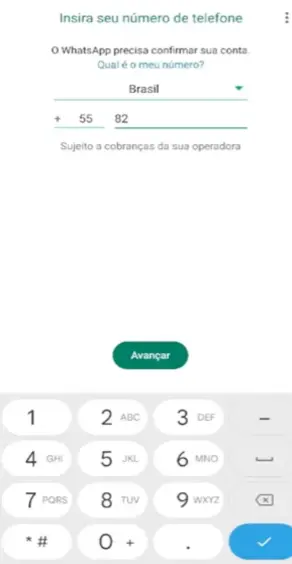 Insira seu número de telefone
O WhatsApp precisa confirmar sua conta.
Qual é o meu número?
Brasil
+ 55 82
Sujeito a cobranças da sua operadora
Avançar
1 2 ABC 3 DEF –
4 GHI 5 JKL 6 MNO
7 PQRS 8 TUV 9 WXYZ
* # 0 + .